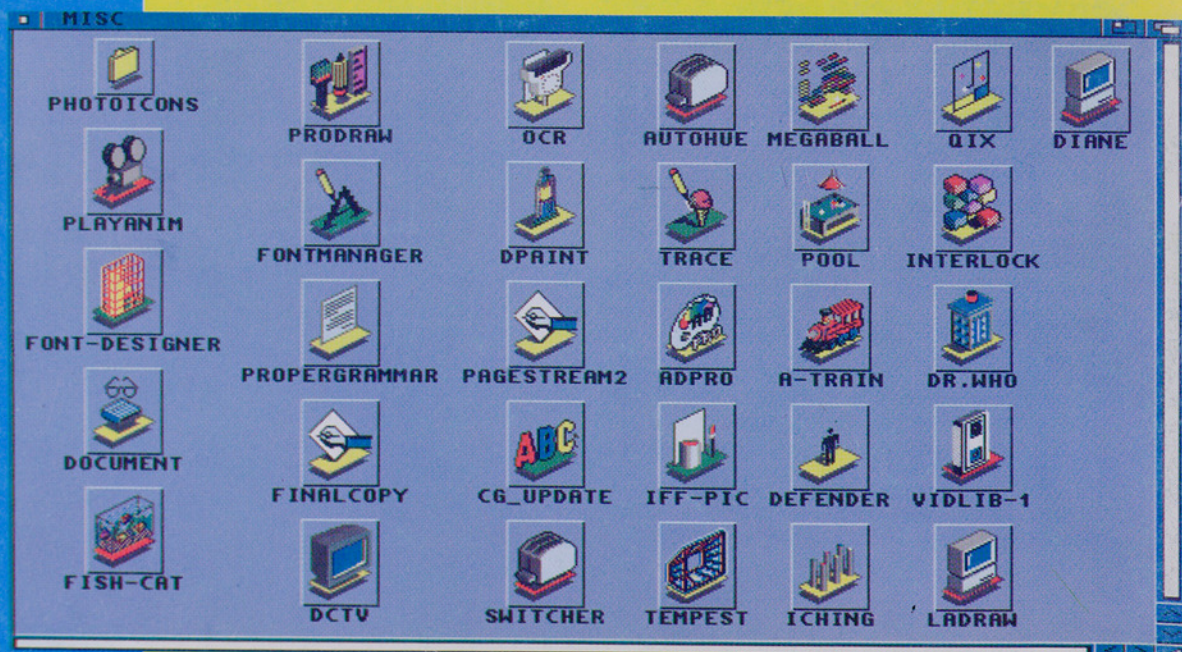 MISC
PHOTOICONS
PRODRAW
OCR
AUTOHUE
MEGABALL
QIX
DIANE
PLAYANIM
FONTMANAGER
DPAINT
TRACE
POOL
INTERLOCK
FONT-DESIGNER
PROPERGRAMMAR
PAGESTREAM2
ADPRO
A-TRAIN
DR.WHO
DOCUMENT
FINALCOPY
CG_UPDATE
IFF-PIC
DEFENDER
VIDLIB-1
FISH-CAT
DCTV
SWITCHER
TEMPEST
ICHING
LADRAW
ABC